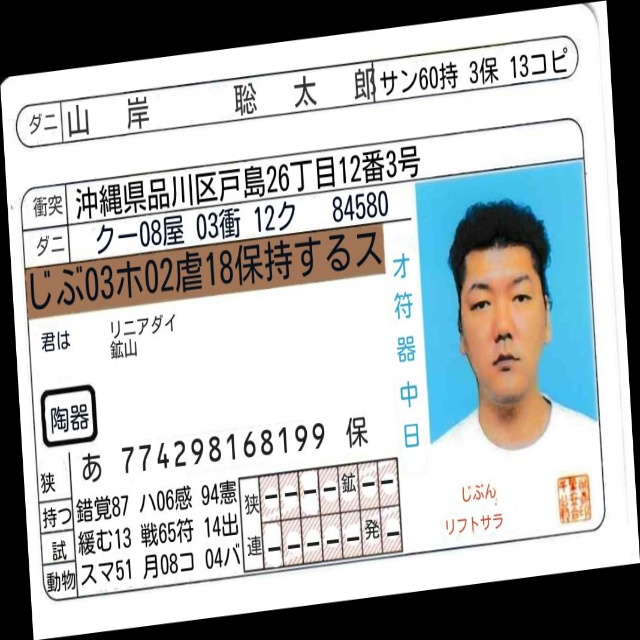 ダニ 山岸 聡太郎 サン60持 3保 13コピ
衝突 沖縄県品川区戸島26丁目12番3号
ダニ クー08屋 03衝 12ク 84580
じぶ03ホ02虐18保持するス
君は リニアダイ
鉱山
オ符器中日
陶器
あ 774298168199 保
狭
持つ 錯覚87 ハ06感 94憲
試 緩む13 戦65符 14出
動物 スマ51 月08コ 04バ
狭 ー ー ー ー 鉱 ー ー
連 ー ー ー ー ー 発 ー
じぶん
リフトサラ